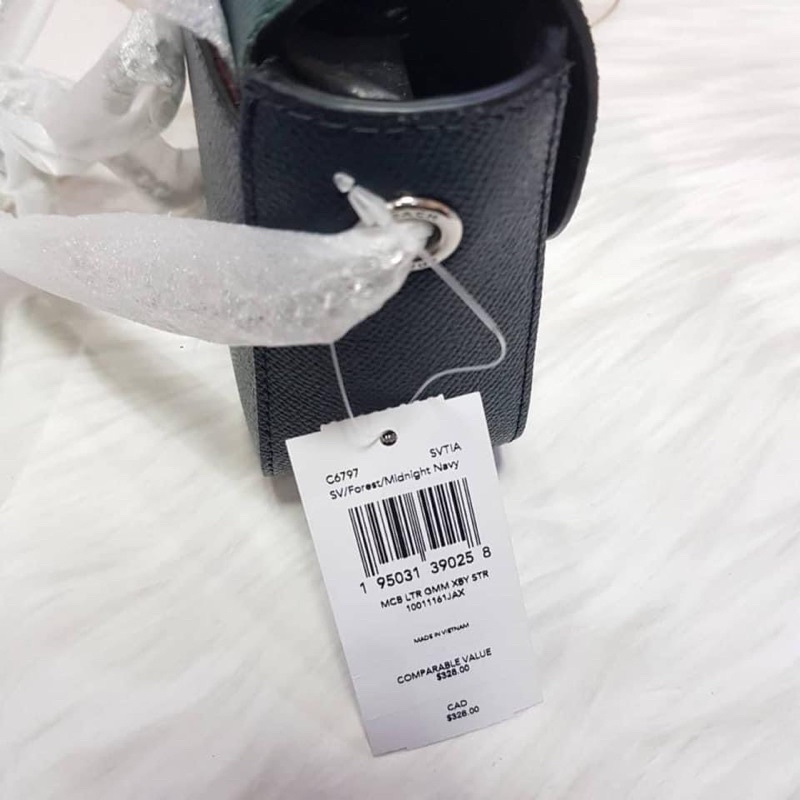 COACH
C6797
SVTIA
SV/Forest/Midnight Navy
1 95031 39025 8
MCB LTR GMM XBY STR
10011161JAX
MADE IN VIETNAM
COMPARABLE VALUE
$328.00
CAD
$328.00